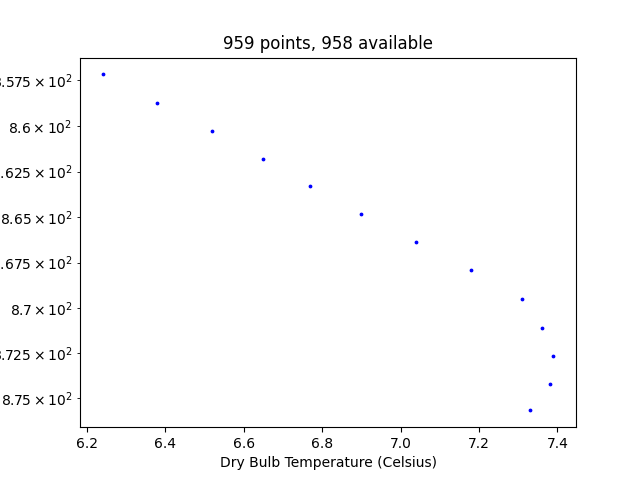 959 points, 958 available
.575 × 10²
8.6 × 10²
.625 × 10²
8.65 × 10²
.675 × 10²
8.7 × 10²
8.725 × 10²
8.75 × 10²
6.2 6.4 6.6 6.8 7.0 7.2 7.4
Dry Bulb Temperature (Celsius)